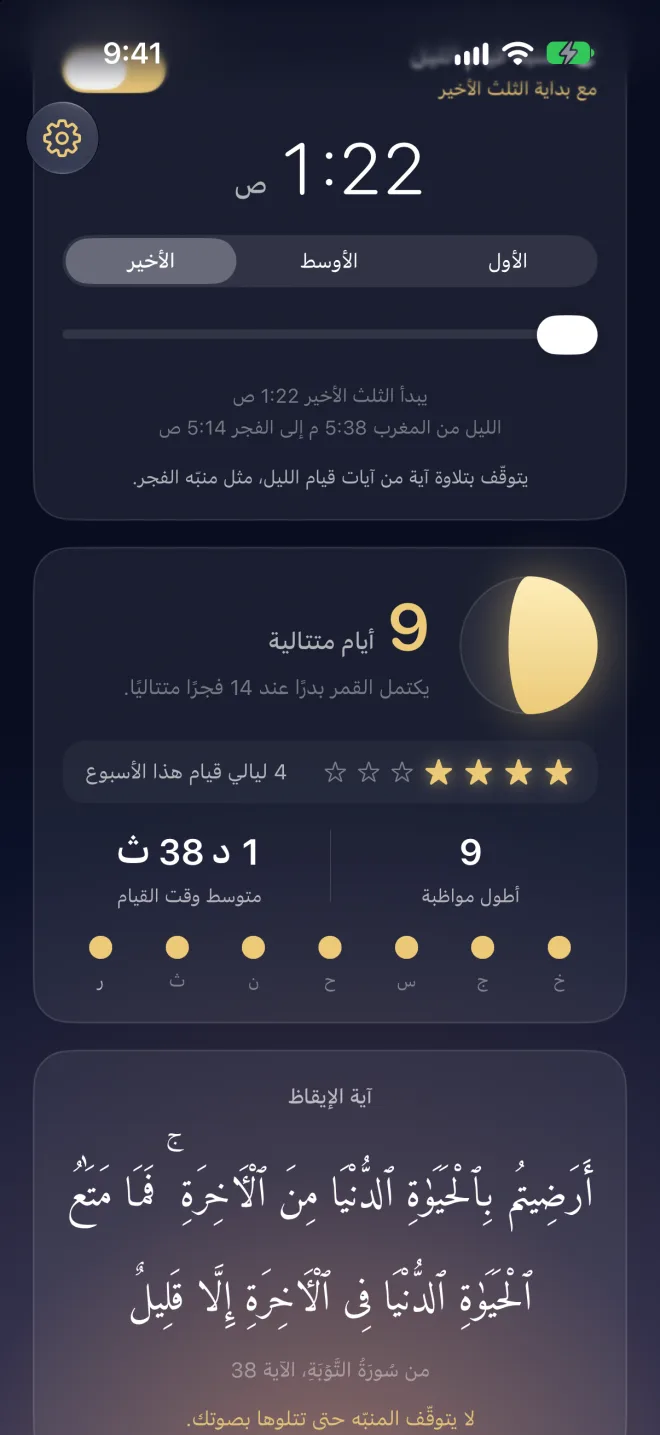 9:41
مع بداية الثلث الأخير
1:22 ص
الأول الأوسط الأخير
يبدأ الثلث الأخير 1:22 ص
الليل من المغرب 5:38 م إلى الفجر 5:14 ص
يتوقّف بتلاوة آية من آيات قيام الليل، مثل منبّه الفجر.
9 أيام متتالية
يكتمل القمر بدرًا عند 14 فجرًا متتاليًا.
4 ليالي قيام هذا الأسبوع
9
أطول مواظبة
1 د 38 ث
متوسط وقت القيام
خ ج س ح ن ث ر
آية الإيقاظ
أَرَضِيتُم بِٱلْحَيَوٰةِ ٱلدُّنْيَا مِنَ ٱلْـَٔاخِرَةِ ۚ فَمَا مَتَـٰعُ
ٱلْحَيَوٰةِ ٱلدُّنْيَا فِى ٱلْـَٔاخِرَةِ إِلَّا قَلِيلٌ
من سُورَةُ التَّوۡبَةِ، الآية 38
لا يتوقّف المنبّه حتى تتلوها بصوتك.